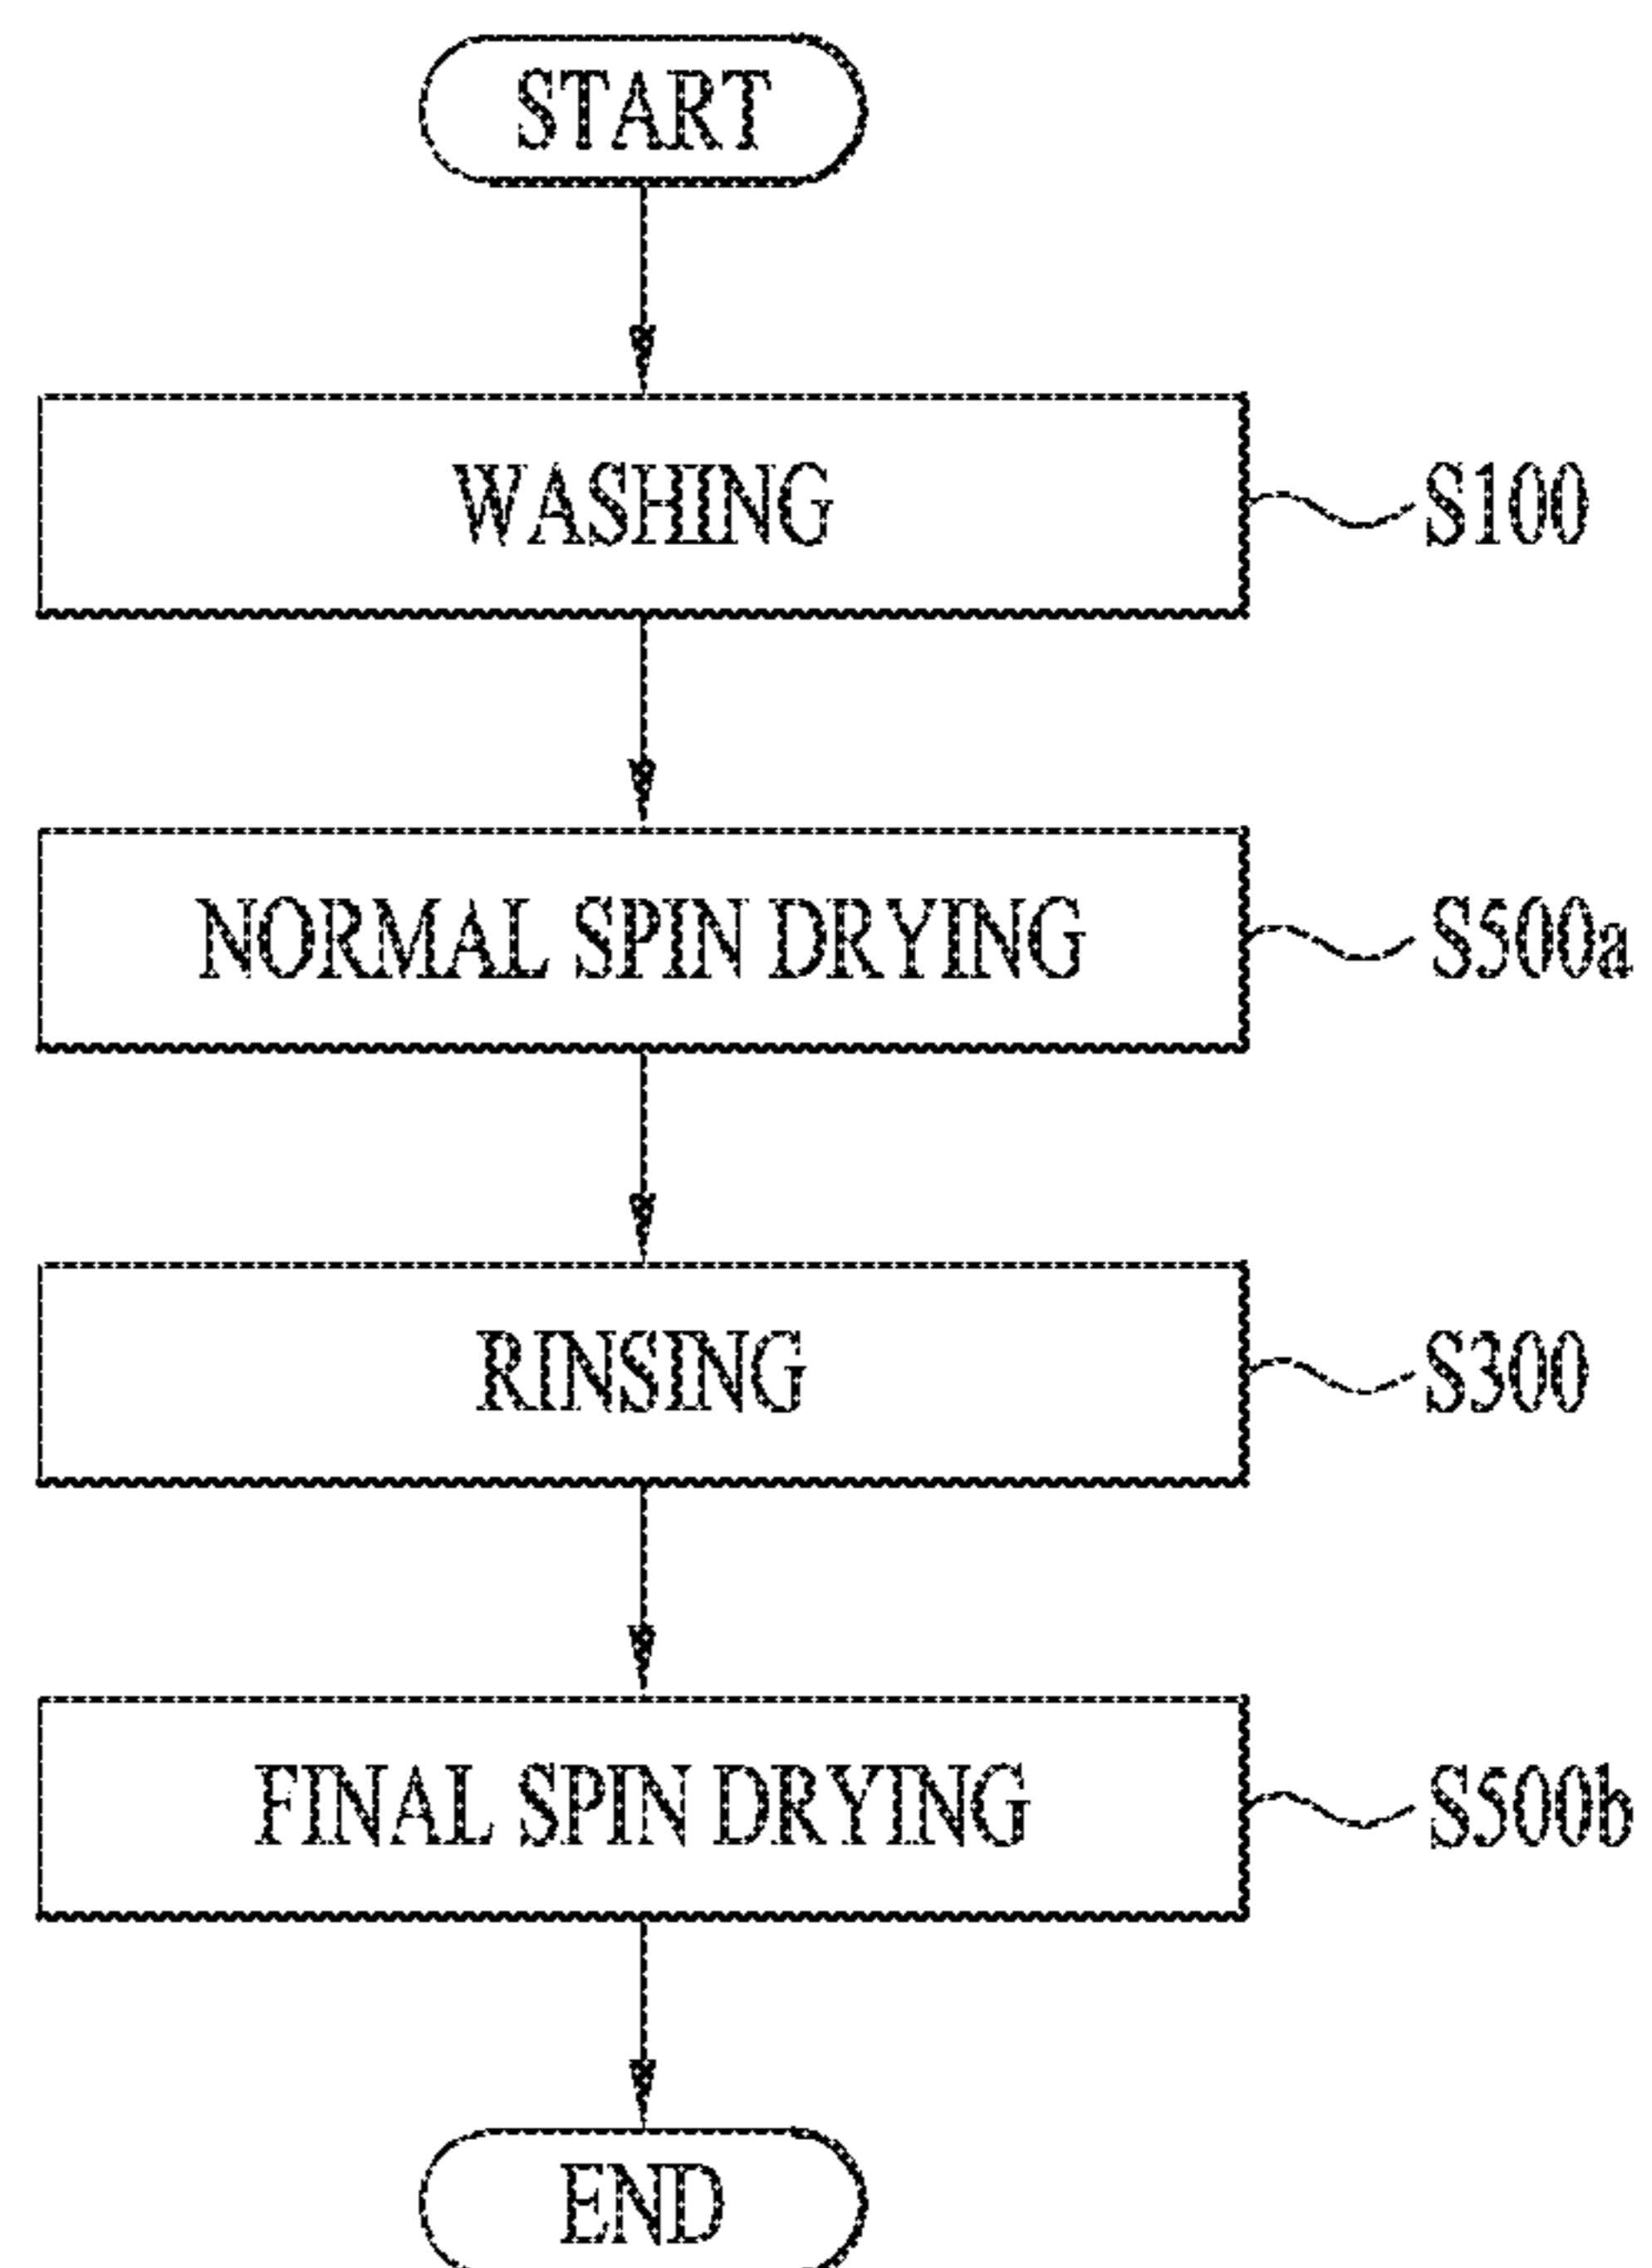 START
WASHING
S100
NORMAL SPIN DRYING
S500a
RINSING
S300
FINAL SPIN DRYING
S500b
END